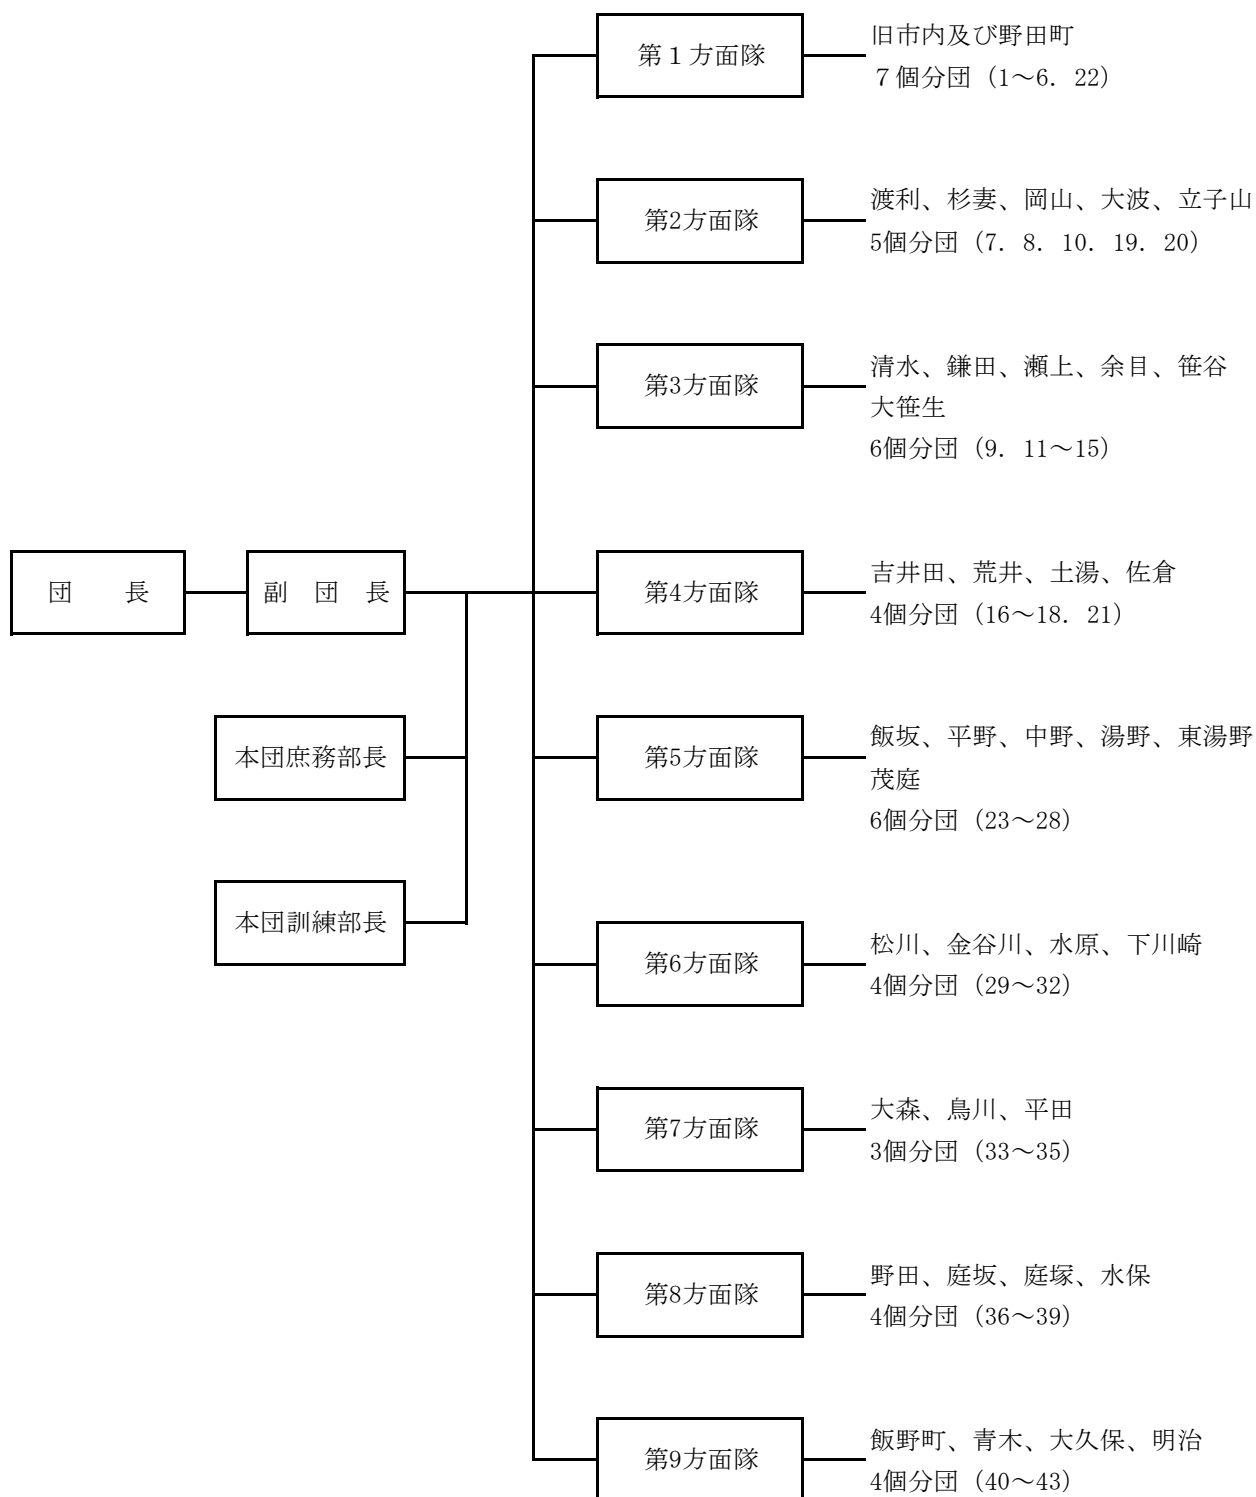 第１方面隊
旧市内及び野田町
７個分団（1～6．22）
第2方面隊
渡利、杉妻、岡山、大波、立子山
5個分団（7．8．10．19．20）
第3方面隊
清水、鎌田、瀬上、余目、笹谷
大笹生
6個分団（9．11～15）
団　　長
副　団　長
第4方面隊
吉井田、荒井、土湯、佐倉
4個分団（16～18．21）
本団庶務部長
第5方面隊
飯坂、平野、中野、湯野、東湯野
茂庭
6個分団（23～28）
本団訓練部長
第6方面隊
松川、金谷川、水原、下川崎
4個分団（29～32）
第7方面隊
大森、鳥川、平田
3個分団（33～35）
第8方面隊
野田、庭坂、庭塚、水保
4個分団（36～39）
第9方面隊
飯野町、青木、大久保、明治
4個分団（40～43）